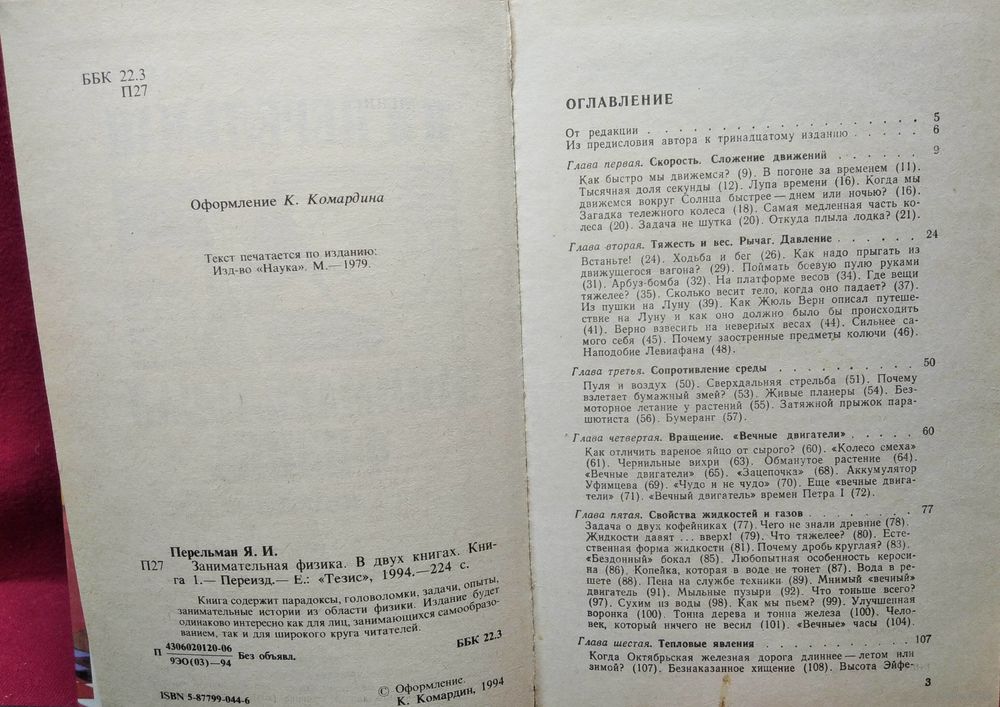 ББК 22.3
П27
Оформление К. Комардина
Текст печатается по изданию:
Изд-во «Наука». М.—1979.
Перельман Я. И.
П27 Занимательная физика. В двух книгах. Кни-
га 1.— Переизд.— Е.: «Тезис», 1994.—224 с.
Книга содержит парадоксы, головоломки, задачи, опыты,
занимательные истории из области физики. Издание будет
одинаково интересно как для лиц, занимающихся самообразо-
ванием, так и для широкого круга читателей.
П 4306020120-06
9ЭО(03)—94 Без объявл.
ББК 22.3
ISBN 5-87799-044-6
© Оформление.
К. Комардин, 1994
ОГЛАВЛЕНИЕ
От редакции . . . . . . . . . . . . . . . . . . . 5
Из предисловия автора к тринадцатому изданию . . . . . 6
Глава первая. Скорость. Сложение движений . . . . . . 9
Как быстро мы движемся? (9). В погоне за временем (11).
Тысячная доля секунды (12). Лупа времени (16). Когда мы
движемся вокруг Солнца быстрее — днем или ночью? (16).
Загадка тележного колеса (18). Самая медленная часть ко-
леса (20). Задача не шутка (20). Откуда плыла лодка? (21).
Глава вторая. Тяжесть и вес. Рычаг. Давление . . . . . . 24
Встаньте! (24). Ходьба и бег (26). Как надо прыгать из
движущегося вагона? (29). Поймать боевую пулю руками
(31). Арбуз-бомба (32). На платформе весов (34). Где вещи
тяжелее? (35). Сколько весит тело, когда оно падает? (37).
Из пушки на Луну (39). Как Жюль Верн описал путеше-
ствие на Луну и как оно должно было бы происходить
(41). Верно взвесить на неверных весах (44). Сильнее са-
мого себя (45). Почему заостренные предметы колючи (46).
Наподобие Левиафана (48).
Глава третья. Сопротивление среды . . . . . . . . . . 50
Пуля и воздух (50). Сверхдальняя стрельба (51). Почему
взлетает бумажный змей? (53). Живые планеры (54). Без-
моторное летание у растений (55). Затяжной прыжок пара-
шютиста (56). Бумеранг (57).
Глава четвертая. Вращение. «Вечные двигатели» . . . . . 60
Как отличить вареное яйцо от сырого? (60). «Колесо смеха»
(61). Чернильные вихри (63). Обманутое растение (64).
«Вечные двигатели» (65). «Зацепочка» (68). Аккумулятор
Уфимцева (69). «Чудо и не чудо» (70). Еще «вечные двига-
тели» (71). «Вечный двигатель» времен Петра I (72).
Глава пятая. Свойства жидкостей и газов . . . . . . . . 77
Задача о двух кофейниках (77). Чего не знали древние (78).
Жидкости давят ... вверх! (79). Что тяжелее? (80). Есте-
ственная форма жидкости (81). Почему дробь круглая? (83).
«Бездонный» бокал (85). Любопытная особенность кероси-
на (86). Копейка, которая в воде не тонет (87). Вода в ре-
шете (88). Пена на службе техники (89). Мнимый «вечный»
двигатель (91). Мыльные пузыри (92). Что тоньше всего?
(97). Сухим из воды (98). Как мы пьем? (99). Улучшенная
воронка (100). Тонна дерева и тонна железа (100). Чело-
век, который ничего не весил (101). «Вечные» часы (104).
Глава шестая. Тепловые явления . . . . . . . . . . . 107
Когда Октябрьская железная дорога длиннее — летом или
зимой? (107). Безнаказанное хищение (108). Высота Эйфе-
3